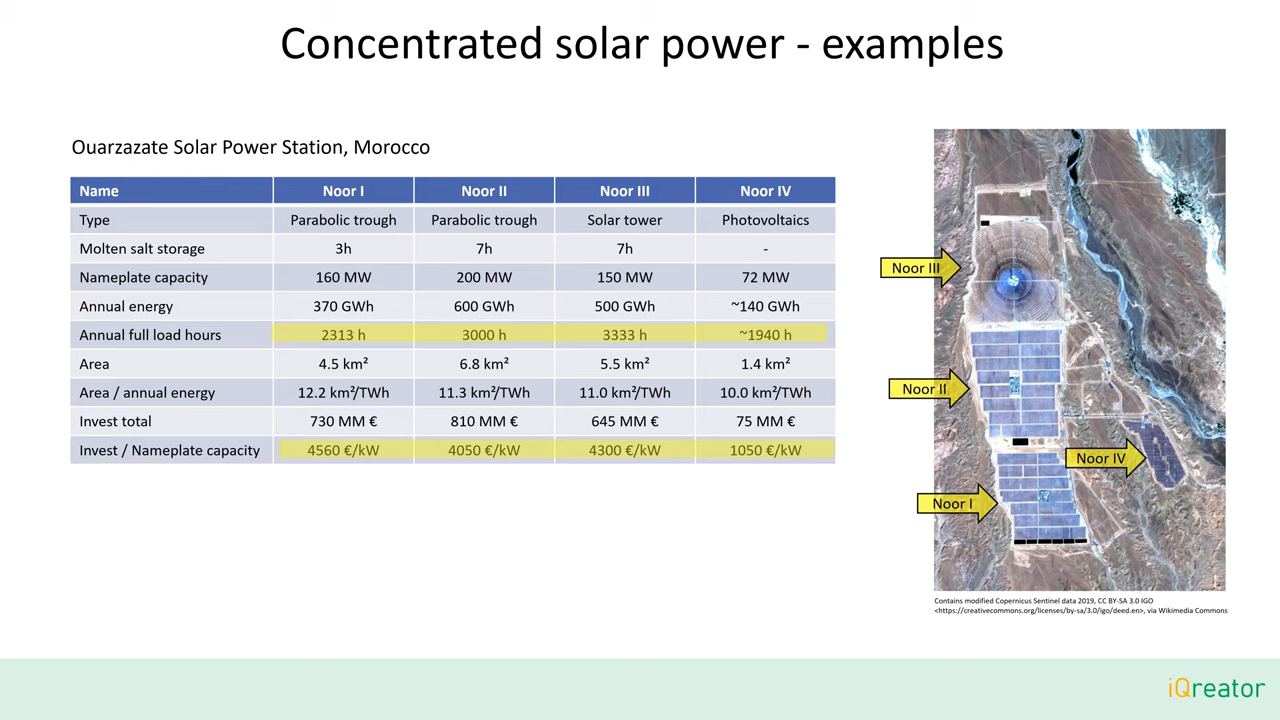 Concentrated solar power - examples
Ouarzazate Solar Power Station, Morocco
Name Noor I Noor II Noor III Noor IV
Type Parabolic trough Parabolic trough Solar tower Photovoltaics
Molten salt storage 3h 7h 7h -
Nameplate capacity 160 MW 200 MW 150 MW 72 MW
Annual energy 370 GWh 600 GWh 500 GWh ~140 GWh
Annual full load hours 2313 h 3000 h 3333 h ~1940 h
Area 4.5 km² 6.8 km² 5.5 km² 1.4 km²
Area / annual energy 12.2 km²/TWh 11.3 km²/TWh 11.0 km²/TWh 10.0 km²/TWh
Invest total 730 MM € 810 MM € 645 MM € 75 MM €
Invest / Nameplate capacity 4560 €/kW 4050 €/kW 4300 €/kW 1050 €/kW
Noor III
Noor II
Noor IV
Noor I
Contains modified Copernicus Sentinel data 2019, CC BY-SA 3.0 IGO
<https://creativecommons.org/licenses/by-sa/3.0/igo/deed.en>, via Wikimedia Commons
iQreator